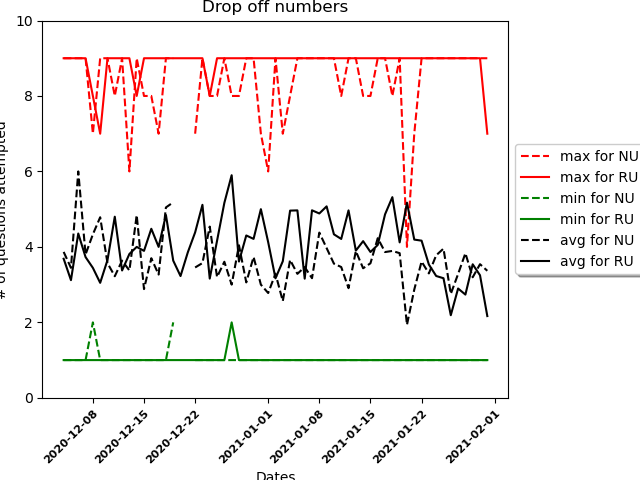 Drop off numbers
# of questions attempted
10
8
6
4
2
0
2020-12-08
2020-12-15
2020-12-22
2021-01-01
2021-01-08
2021-01-15
2021-01-22
2021-02-01
Dates
max for NU
max for RU
min for NU
min for RU
avg for NU
avg for RU